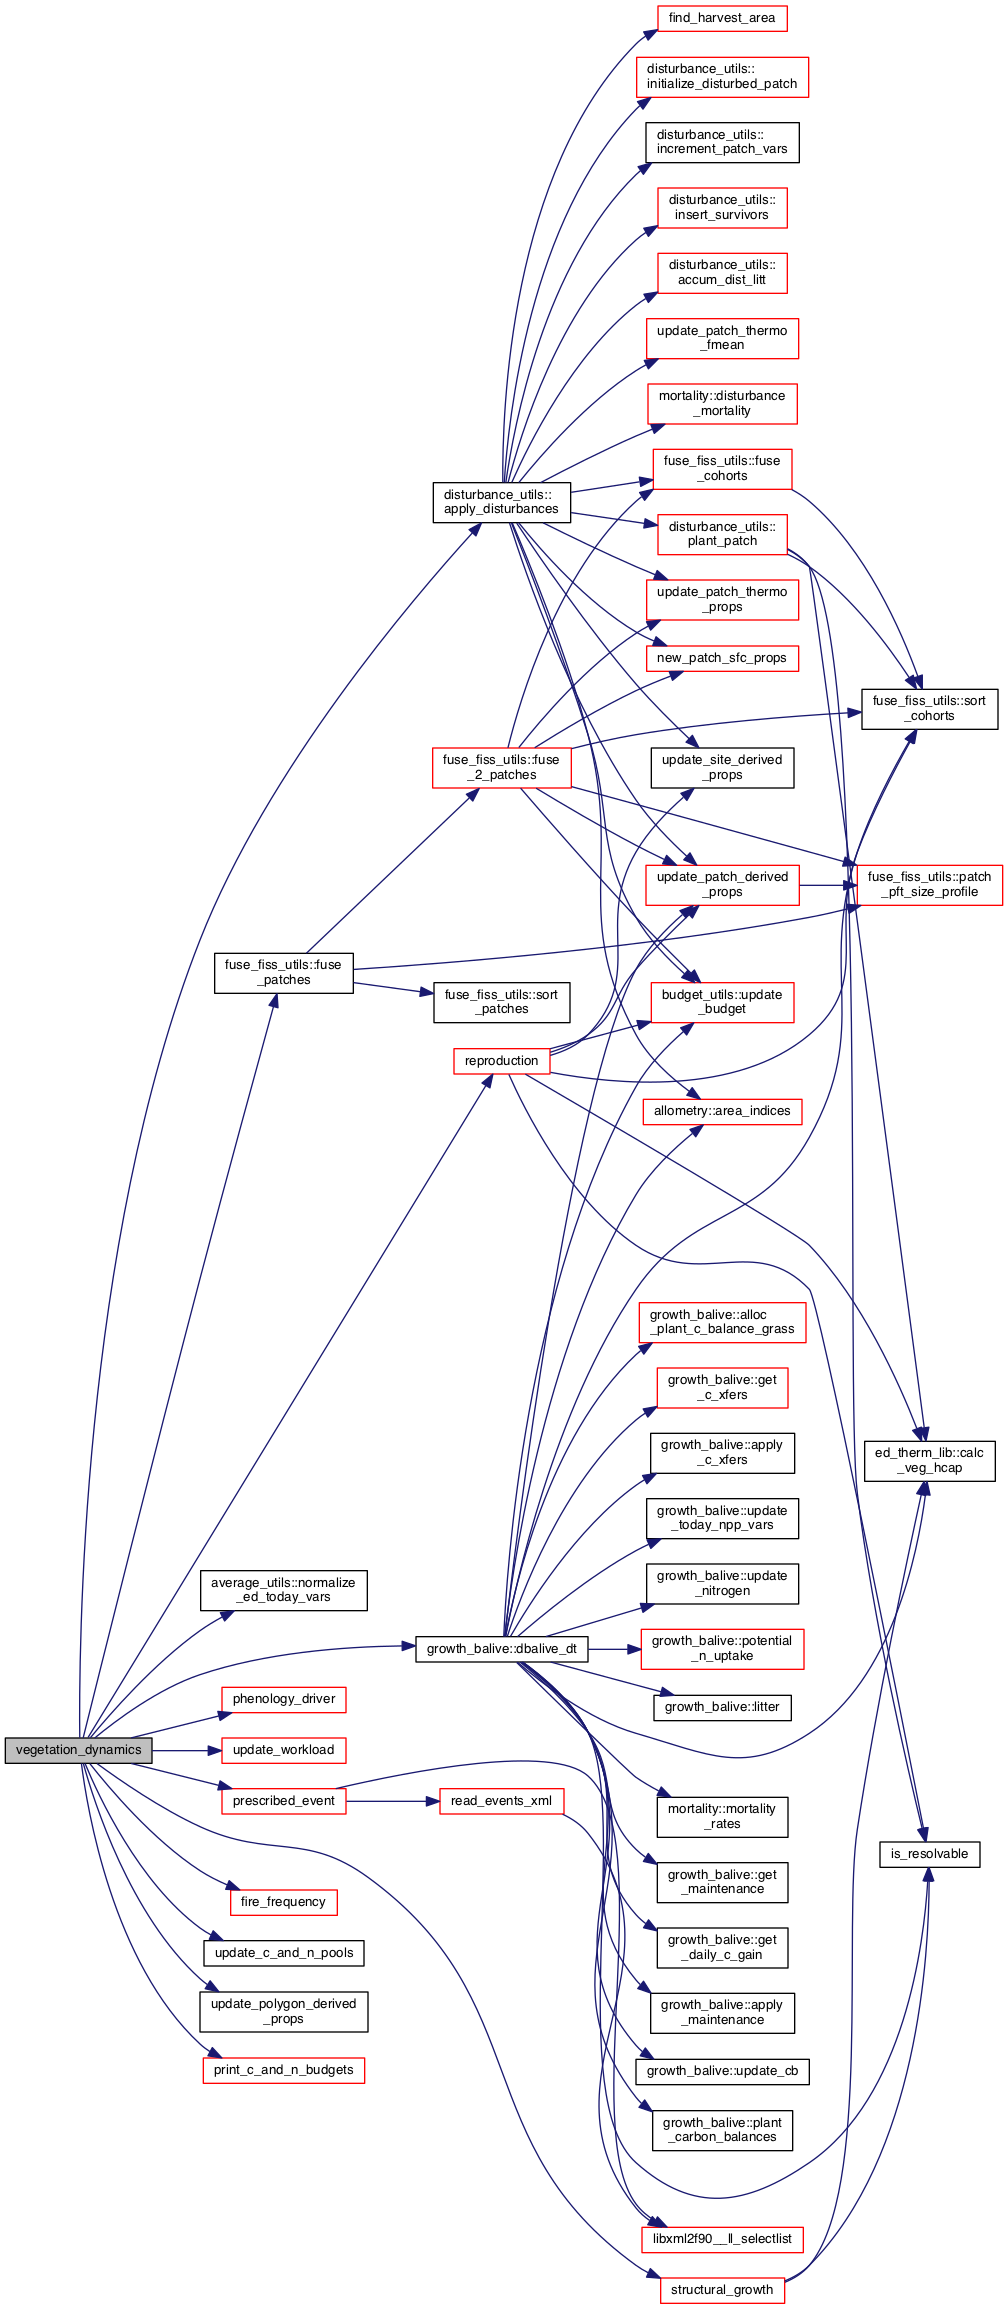 find_harvest_area
disturbance_utils::
initialize_disturbed_patch
disturbance_utils::
increment_patch_vars
disturbance_utils::
insert_survivors
disturbance_utils::
accum_dist_litt
update_patch_thermo
_fmean
mortality::disturbance
_mortality
fuse_fiss_utils::fuse
_cohorts
disturbance_utils::
apply_disturbances
disturbance_utils::
plant_patch
update_patch_thermo
_props
new_patch_sfc_props
fuse_fiss_utils::sort
_cohorts
fuse_fiss_utils::fuse
_2_patches
update_site_derived
_props
update_patch_derived
_props
fuse_fiss_utils::patch
_pft_size_profile
fuse_fiss_utils::fuse
_patches
fuse_fiss_utils::sort
_patches
budget_utils::update
_budget
reproduction
allometry::area_indices
growth_balive::alloc
_plant_c_balance_grass
growth_balive::get
_c_xfers
growth_balive::apply
_c_xfers
ed_therm_lib::calc
_veg_hcap
growth_balive::update
_today_npp_vars
average_utils::normalize
_ed_today_vars
growth_balive::update
_nitrogen
growth_balive::dbalive_dt
growth_balive::potential
_n_uptake
phenology_driver
growth_balive::litter
vegetation_dynamics
update_workload
prescribed_event
read_events_xml
mortality::mortality
_rates
is_resolvable
growth_balive::get
_maintenance
fire_frequency
growth_balive::get
_daily_c_gain
update_c_and_n_pools
update_polygon_derived
_props
growth_balive::apply
_maintenance
print_c_and_n_budgets
growth_balive::update_cb
growth_balive::plant
_carbon_balances
libxml2f90__ll_selectlist
structural_growth